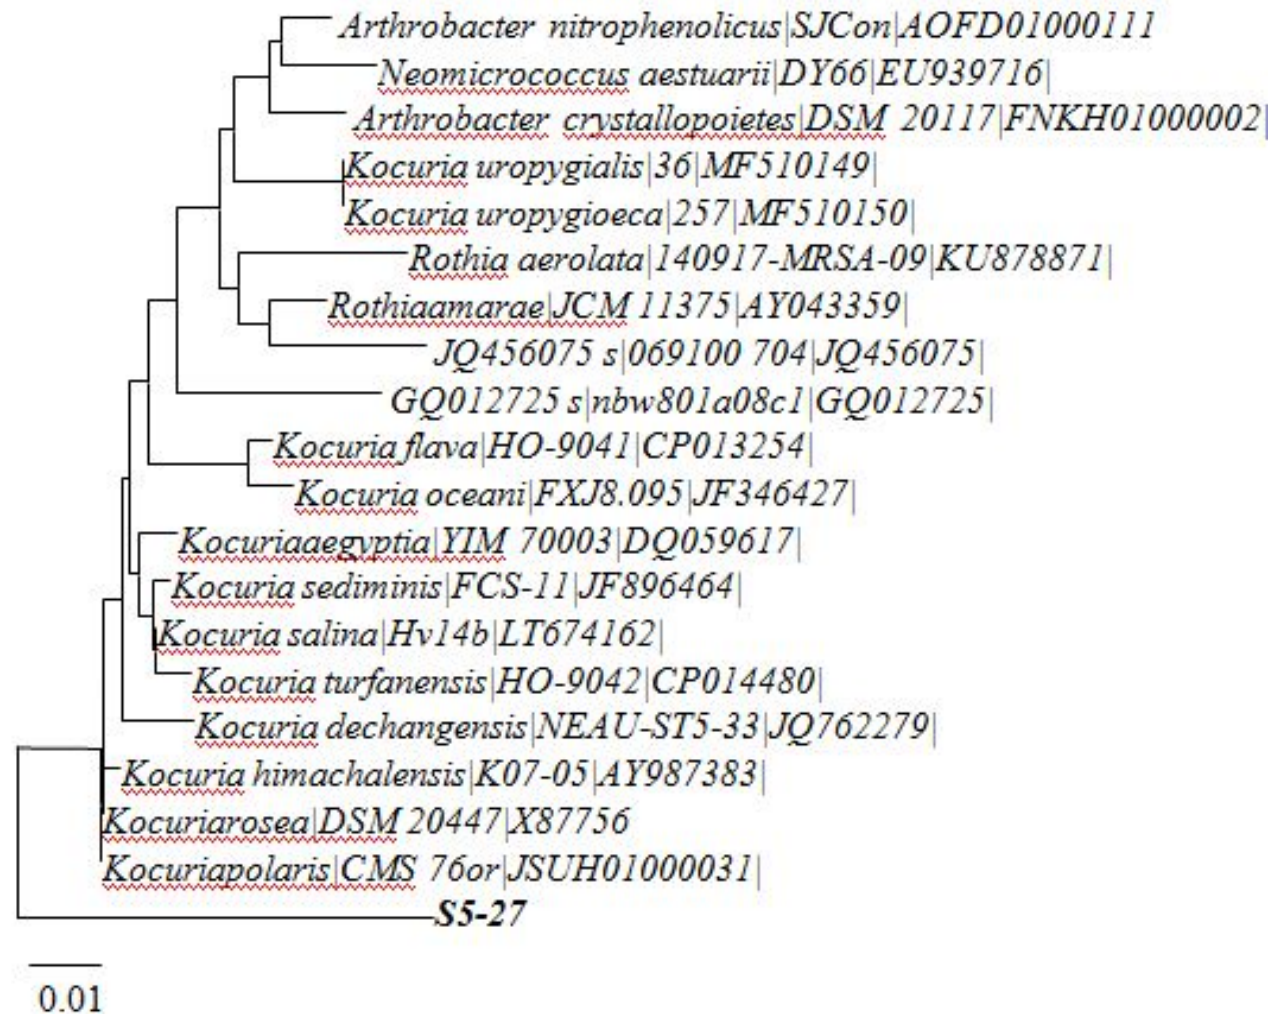 Arthrobacter nitrophenolicus|SJCon|AOFD01000111
Neomicrococcus aestuarii|DY66|EU939716|
Arthrobacter crystallopoietes|DSM 20117|FNKH01000002|
Kocuria uropygialis|36|MF510149|
Kocuria uropygioeca|257|MF510150|
Rothia aerolata|140917-MRSA-09|KU878871|
Rothiaamarae|JCM 11375|AY043359|
JQ456075 s|069100 704|JQ456075|
GQ012725 s|nbw801a08c1|GQ012725|
Kocuria flava|HO-9041|CP013254|
Kocuria oceani|FXJ8.095|JF346427|
Kocuriaaegyptia|YIM 70003|DQ059617|
Kocuria sediminis|FCS-11|JF896464|
Kocuria salina|Hv14b|LT674162|
Kocuria turfanensis|HO-9042|CP014480|
Kocuria dechangensis|NEAU-ST5-33|JQ762279|
Kocuria himachalensis|K07-05|AY987383|
Kocuriarosea|DSM 20447|X87756
Kocuriapolaris|CMS 76or|JSUH01000031|
S5-27
0.01